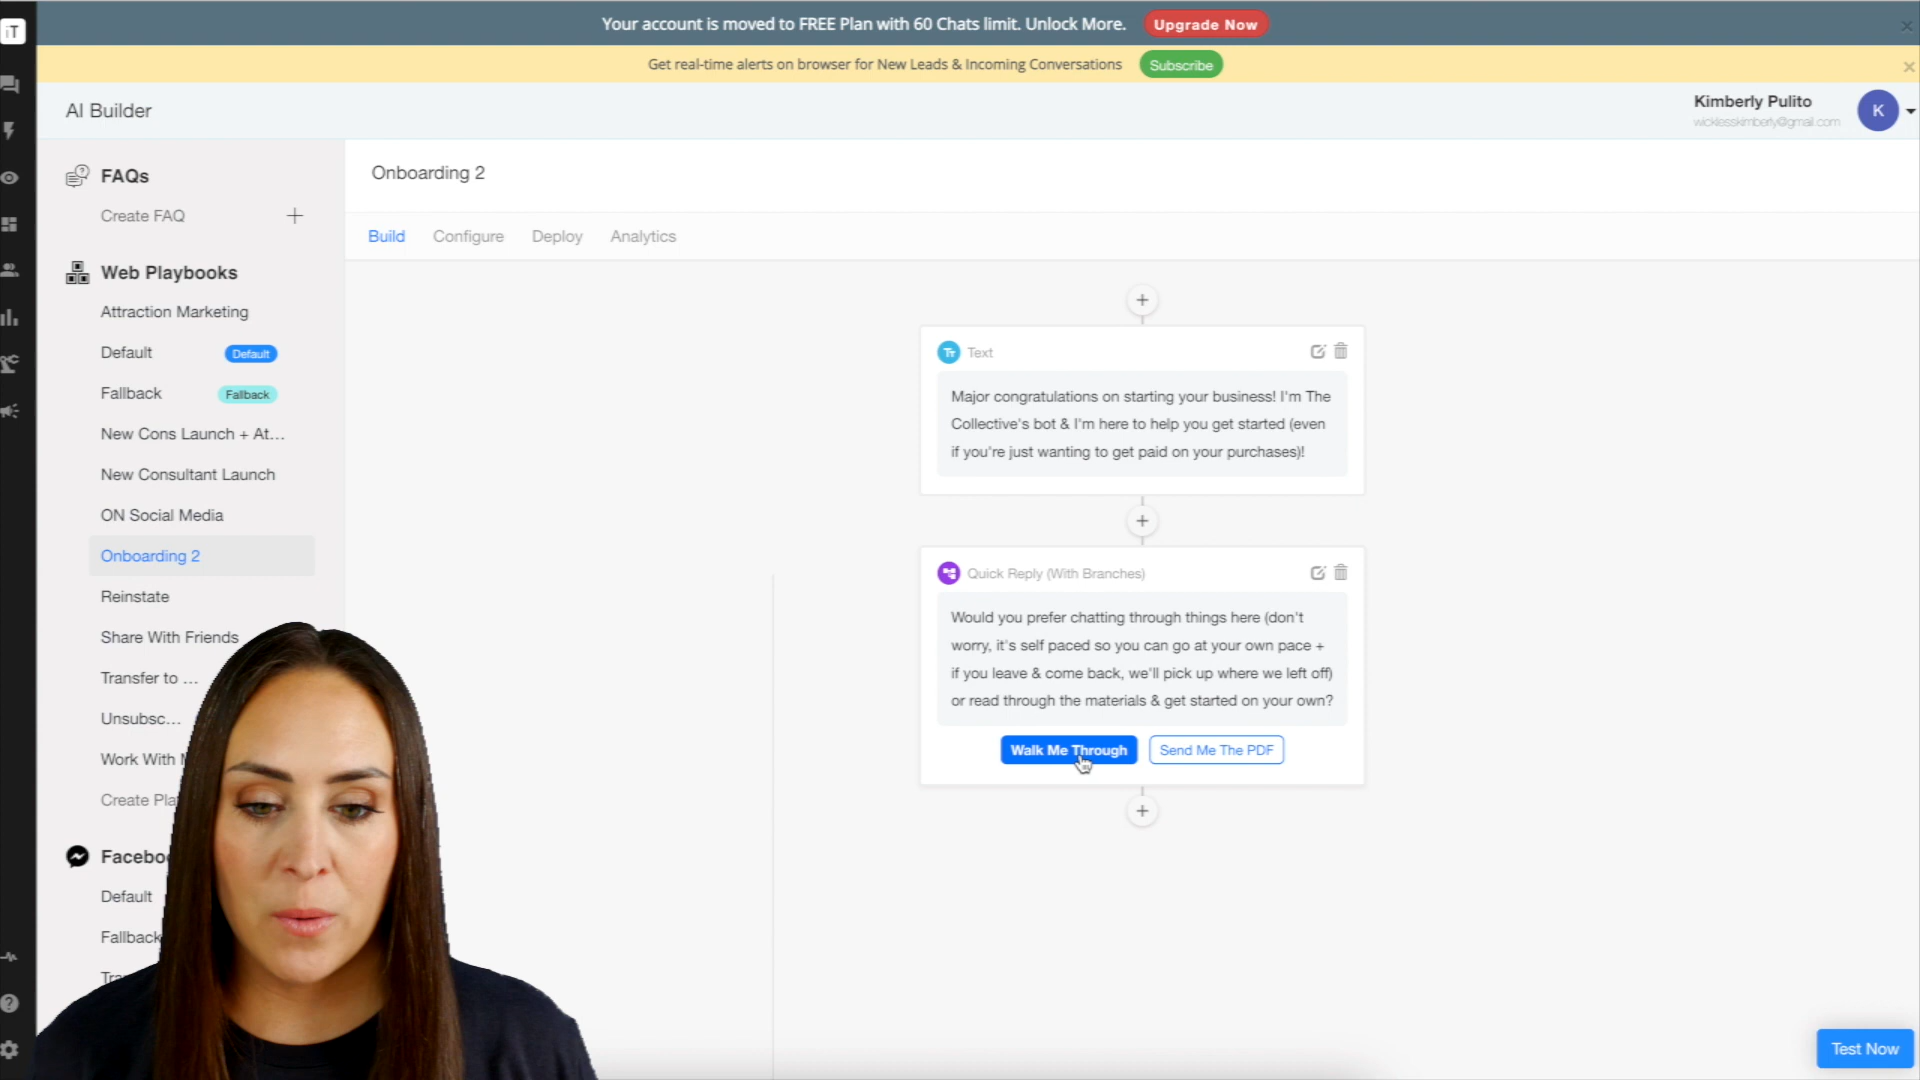 Your account is moved to FREE Plan with 60 Chats limit. Unlock More. Upgrade Now
Get real-time alerts on browser for New Leads & Incoming Conversations Subscribe
iT
AI Builder
Kimberly Pulito
wicklesskimberly@gmail.com
K
FAQs
Create FAQ
Web Playbooks
Attraction Marketing
Default Default
Fallback Fallback
New Cons Launch + At...
New Consultant Launch
ON Social Media
Onboarding 2
Reinstate
Share With Friends
Transfer to ...
Unsubsc...
Work With
Create
Default
Fallback
Onboarding 2
Build Configure Deploy Analytics
Tt Text
Major congratulations on starting your business! I'm The
Collective's bot & I'm here to help you get started (even
if you're just wanting to get paid on your purchases)!
Quick Reply (With Branches)
Would you prefer chatting through things here (don't
worry, it's self paced so you can go at your own pace +
if you leave & come back, we'll pick up where we left off)
or read through the materials & get started on your own?
Walk Me Through Send Me The PDF
Test Now